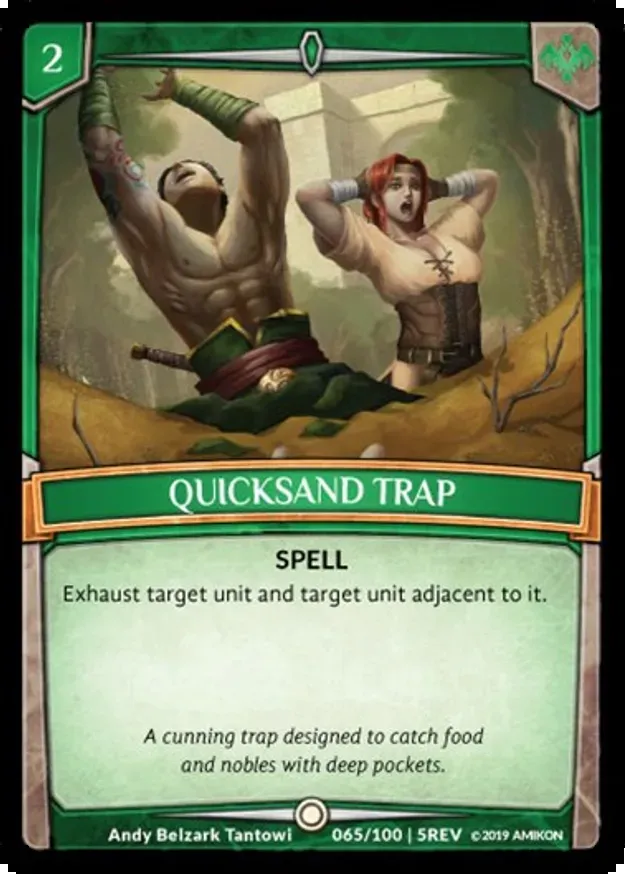 2
QUICKSAND TRAP
SPELL
Exhaust target unit and target unit adjacent to it.
A cunning trap designed to catch food
and nobles with deep pockets.
Andy Belzark Tantowi 065/100 | 5REV ©2019 AMIKON